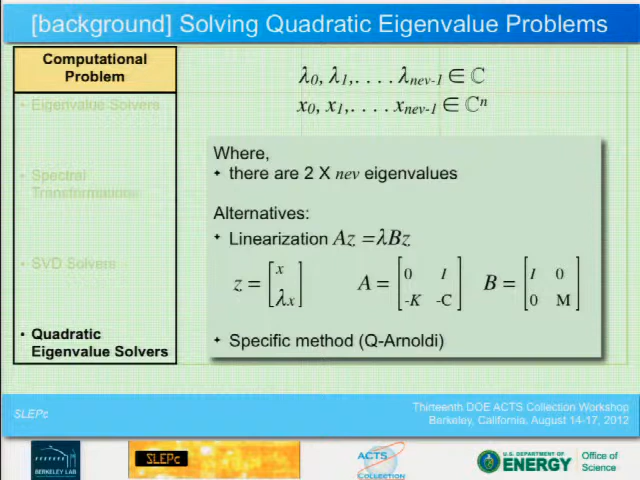 [background] Solving Quadratic Eigenvalue Problems
Computational
Problem
• Eigenvalue Solvers
• Spectral
Transformations
• SVD Solvers
• Quadratic
Eigenvalue Solvers
λ0, λ1,. . . . λnev-1 ∈ ℂ
x0, x1,. . . . xnev-1 ∈ ℂⁿ
Where,
• there are 2 X nev eigenvalues
Alternatives:
• Linearization Az =λBz
z = [x; λx] A = [0 I; -K -C] B = [I 0; 0 M]
• Specific method (Q-Arnoldi)
SLEPc
Thirteenth DOE ACTS Collection Workshop
Berkeley, California, August 14-17, 2012
BERKELEY LAB
SLEPc
ACTS
COLLECTION
U.S. DEPARTMENT OF
ENERGY
Office of
Science